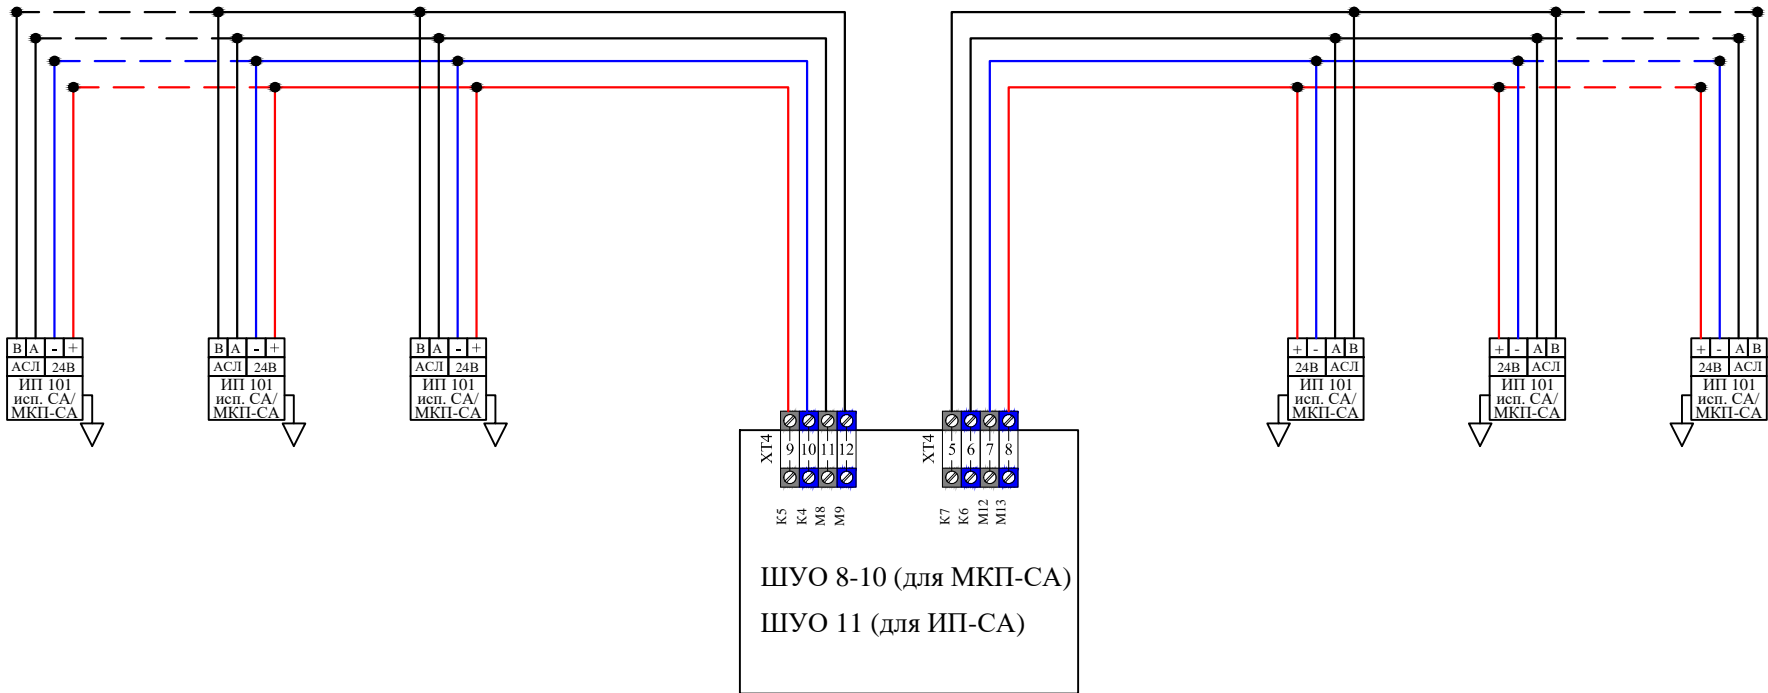 В А - +
АСЛ 24В
ИП 101
исп. СА/
МКП-СА
В А - +
АСЛ 24В
ИП 101
исп. СА/
МКП-СА
В А - +
АСЛ 24В
ИП 101
исп. СА/
МКП-СА
+ - А В
24В АСЛ
ИП 101
исп. СА/
МКП-СА
+ - А В
24В АСЛ
ИП 101
исп. СА/
МКП-СА
+ - А В
24В АСЛ
ИП 101
исп. СА/
МКП-СА
XT4
9 10 11 12
К5
К4
М8
М9
XT4
5 6 7 8
К7
К6
М12
М13
ШУО 8-10 (для МКП-СА)
ШУО 11 (для ИП-СА)